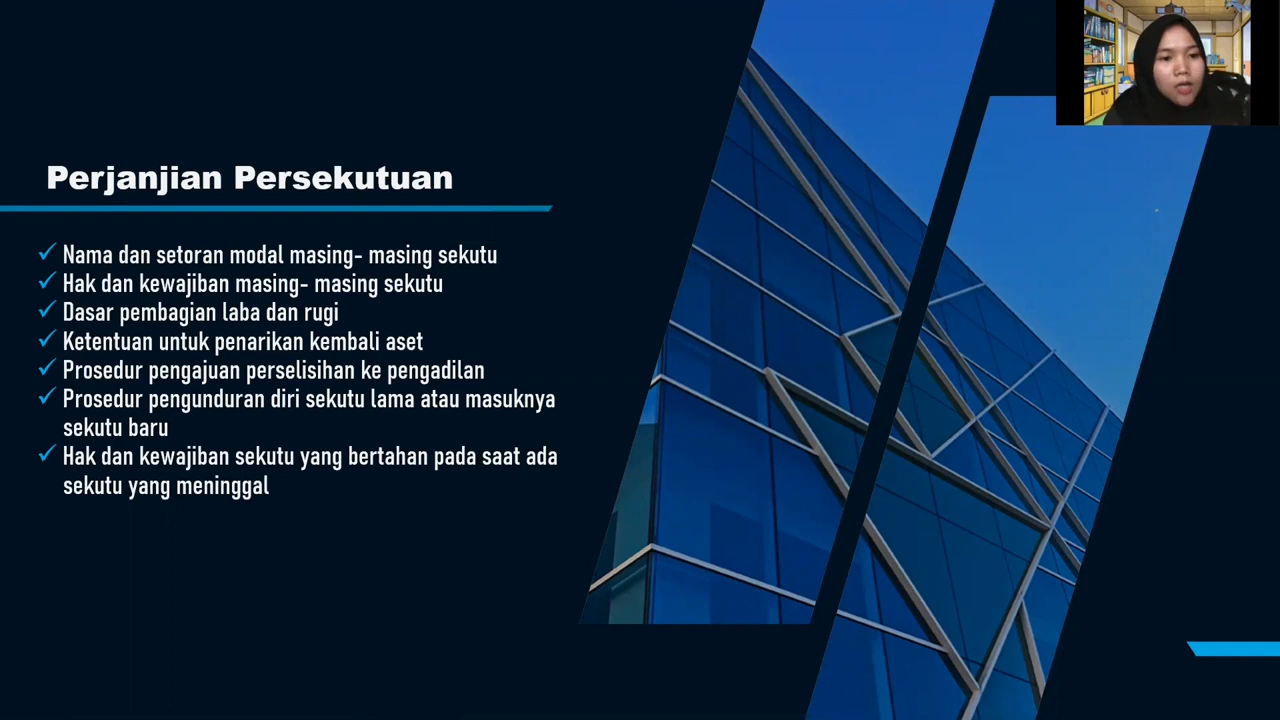 Perjanjian Persekutuan
Nama dan setoran modal masing- masing sekutu
Hak dan kewajiban masing- masing sekutu
Dasar pembagian laba dan rugi
Ketentuan untuk penarikan kembali aset
Prosedur pengajuan perselisihan ke pengadilan
Prosedur pengunduran diri sekutu lama atau masuknya
sekutu baru
Hak dan kewajiban sekutu yang bertahan pada saat ada
sekutu yang meninggal